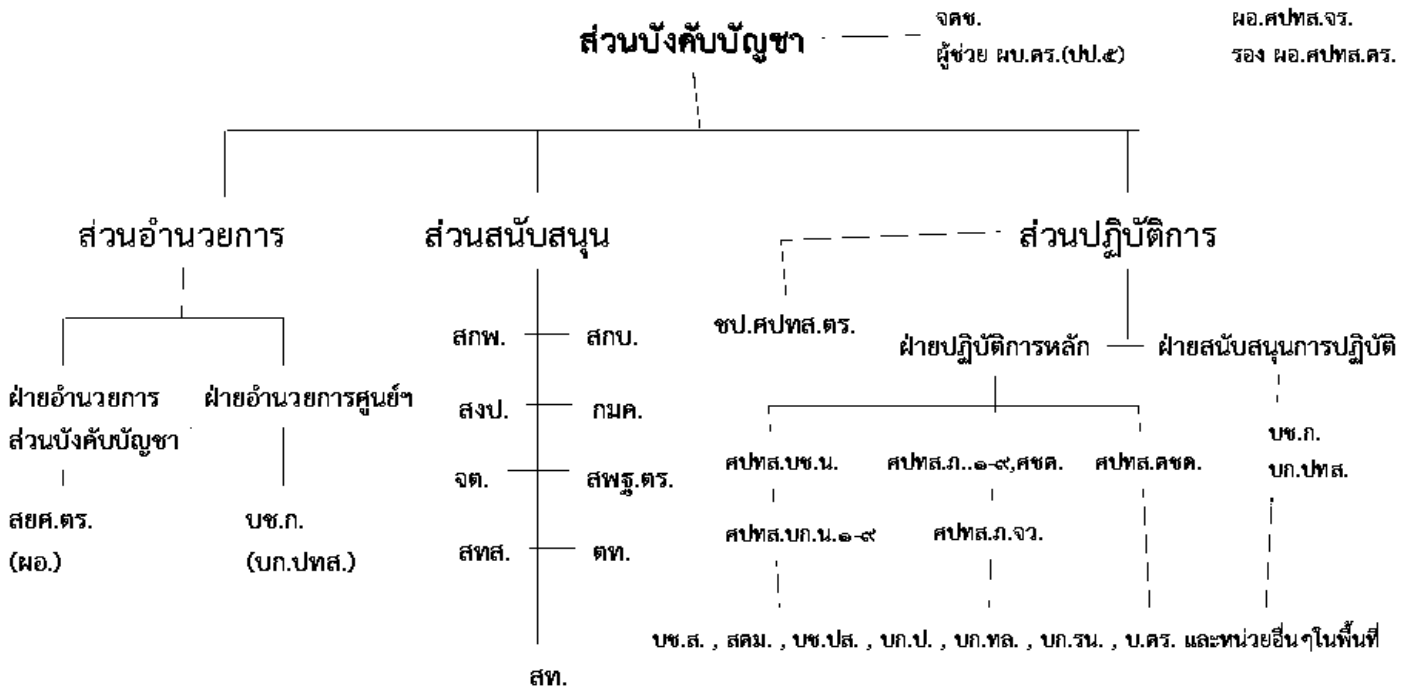 จตช. ผอ.ศปทส.จร.
ส่วนบังคับบัญชา
ผู้ช่วย ผบ.ตร.(ปป.๕) รอง ผอ.ศปทส.ตร.
ส่วนอำนวยการ ส่วนสนับสนุน ส่วนปฏิบัติการ
ชป.ศปทส.ตร.
สกพ. สกบ.
ฝ่ายปฏิบัติการหลัก ฝ่ายสนับสนุนการปฏิบัติ
ฝ่ายอำนวยการ ฝ่ายอำนวยการศูนย์ฯ
ส่วนบังคับบัญชา
สงป. กมค.
บช.ก.
บก.ปทส.
ศปทส.บช.น. ศปทส.ภ..๑-๙,ศชต. ศปทส.ตชด.
จต. สพฐ.ตร.
สยศ.ตร. บช.ก.
(ผอ.) (บก.ปทส.)
ศปทส.บก.น.๑-๙ ศปทส.ภ.จว.
สทส. ตท.
บช.ส. , สตม. , บช.ปส. , บก.ป. , บก.ทล. , บก.รน. , บ.ตร. และหน่วยอื่นๆในพื้นที่
สท.